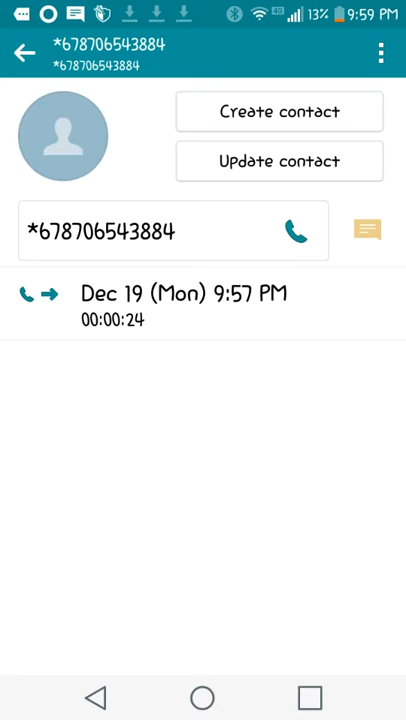 4G 13% 9:59 PM
*678706543884
*678706543884
Create contact
Update contact
*678706543884
Dec 19 (Mon) 9:57 PM
00:00:24